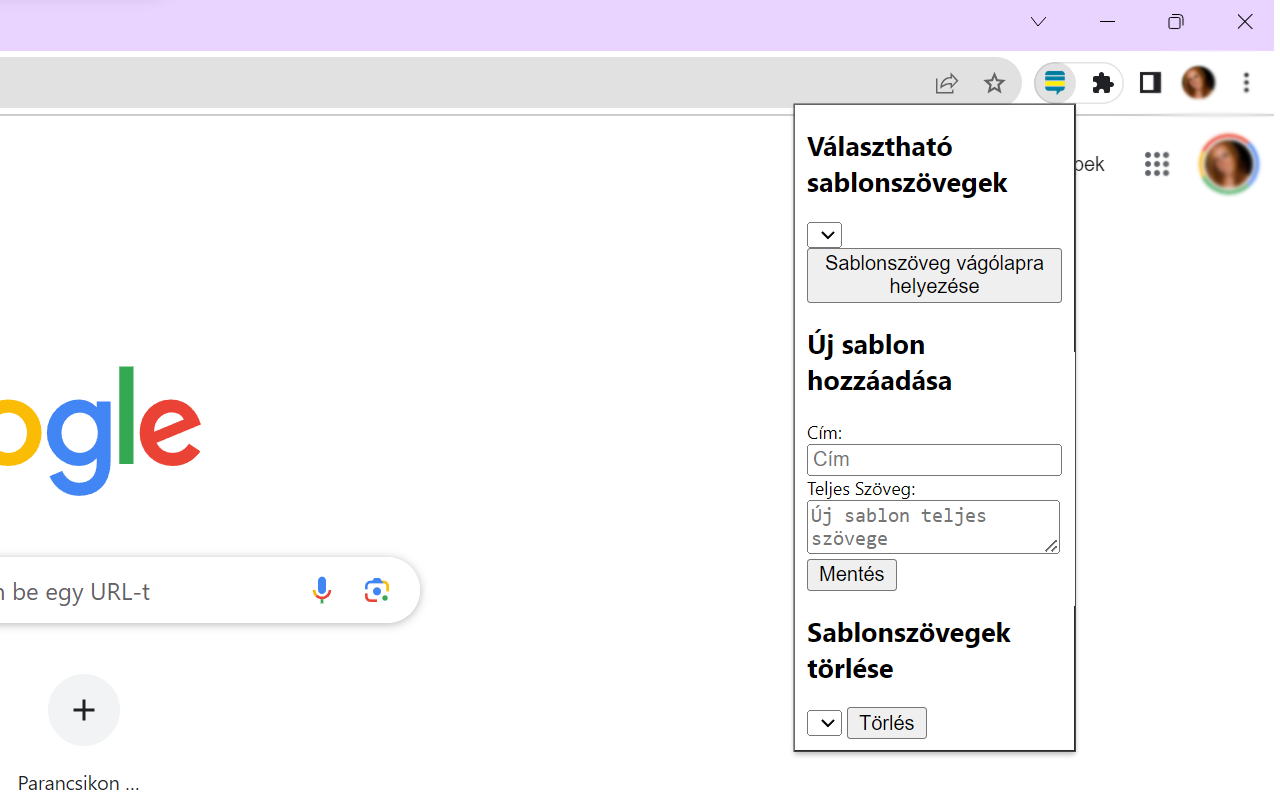 Választható
sablonszövegek
Sablonszöveg vágólapra
helyezése
Új sablon
hozzáadása
Cím:
Cím
Teljes Szöveg:
Új sablon teljes
szövege
Mentés
Sablonszövegek
törlése
Törlés
pek
ogle
be egy URL-t
Parancsikon ...